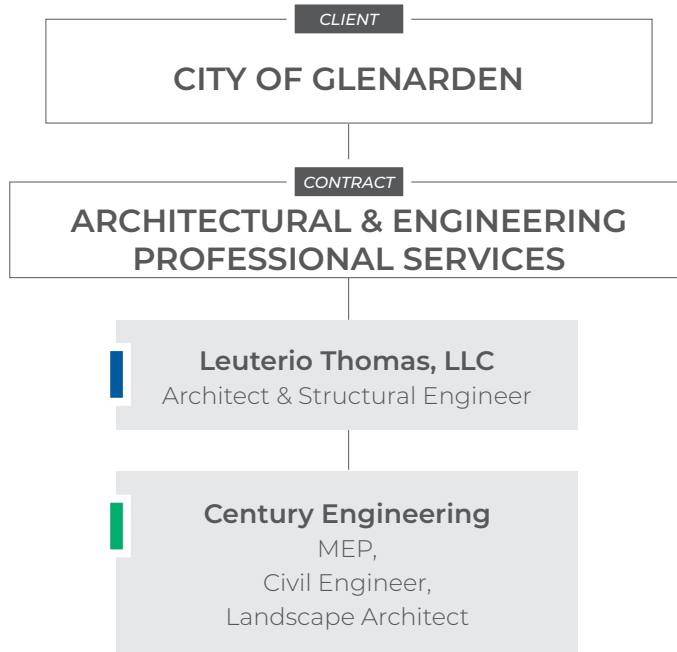 CLIENT
CITY OF GLENARDEN
CONTRACT
ARCHITECTURAL & ENGINEERING
PROFESSIONAL SERVICES
Leuterio Thomas, LLC
Architect & Structural Engineer
Century Engineering
MEP,
Civil Engineer,
Landscape Architect